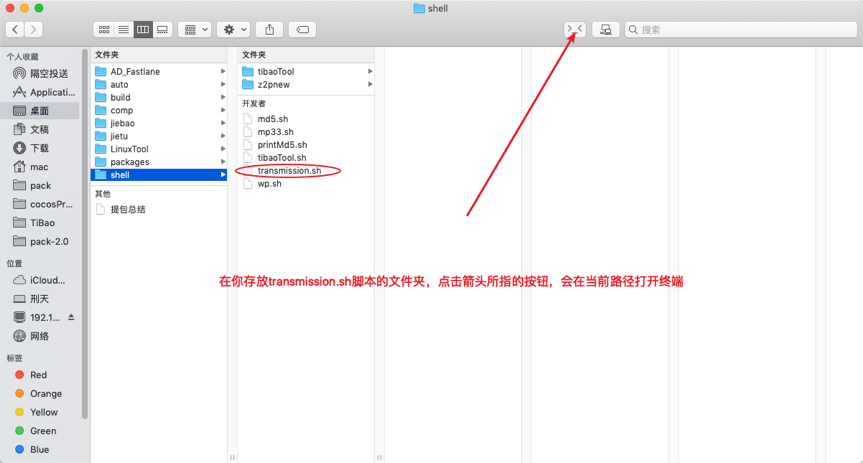 shell
搜索
个人收藏
隔空投送
Applicati...
桌面
文稿
下载
mac
pack
cocosPr...
TiBao
pack-2.0
位置
iCloud...
刑天
192.1...
网络
标签
Red
Orange
Yellow
Green
Blue
文件夹
AD_Fastlane
auto
build
comp
jiebao
jietu
LinuxTool
packages
shell
其他
提包总结
文件夹
tibaoTool
z2pnew
开发者
md5.sh
mp33.sh
printMd5.sh
tibaoTool.sh
transmission.sh
wp.sh
在你存放transmission.sh脚本的文件夹，点击箭头所指的按钮，会在当前路径打开终端